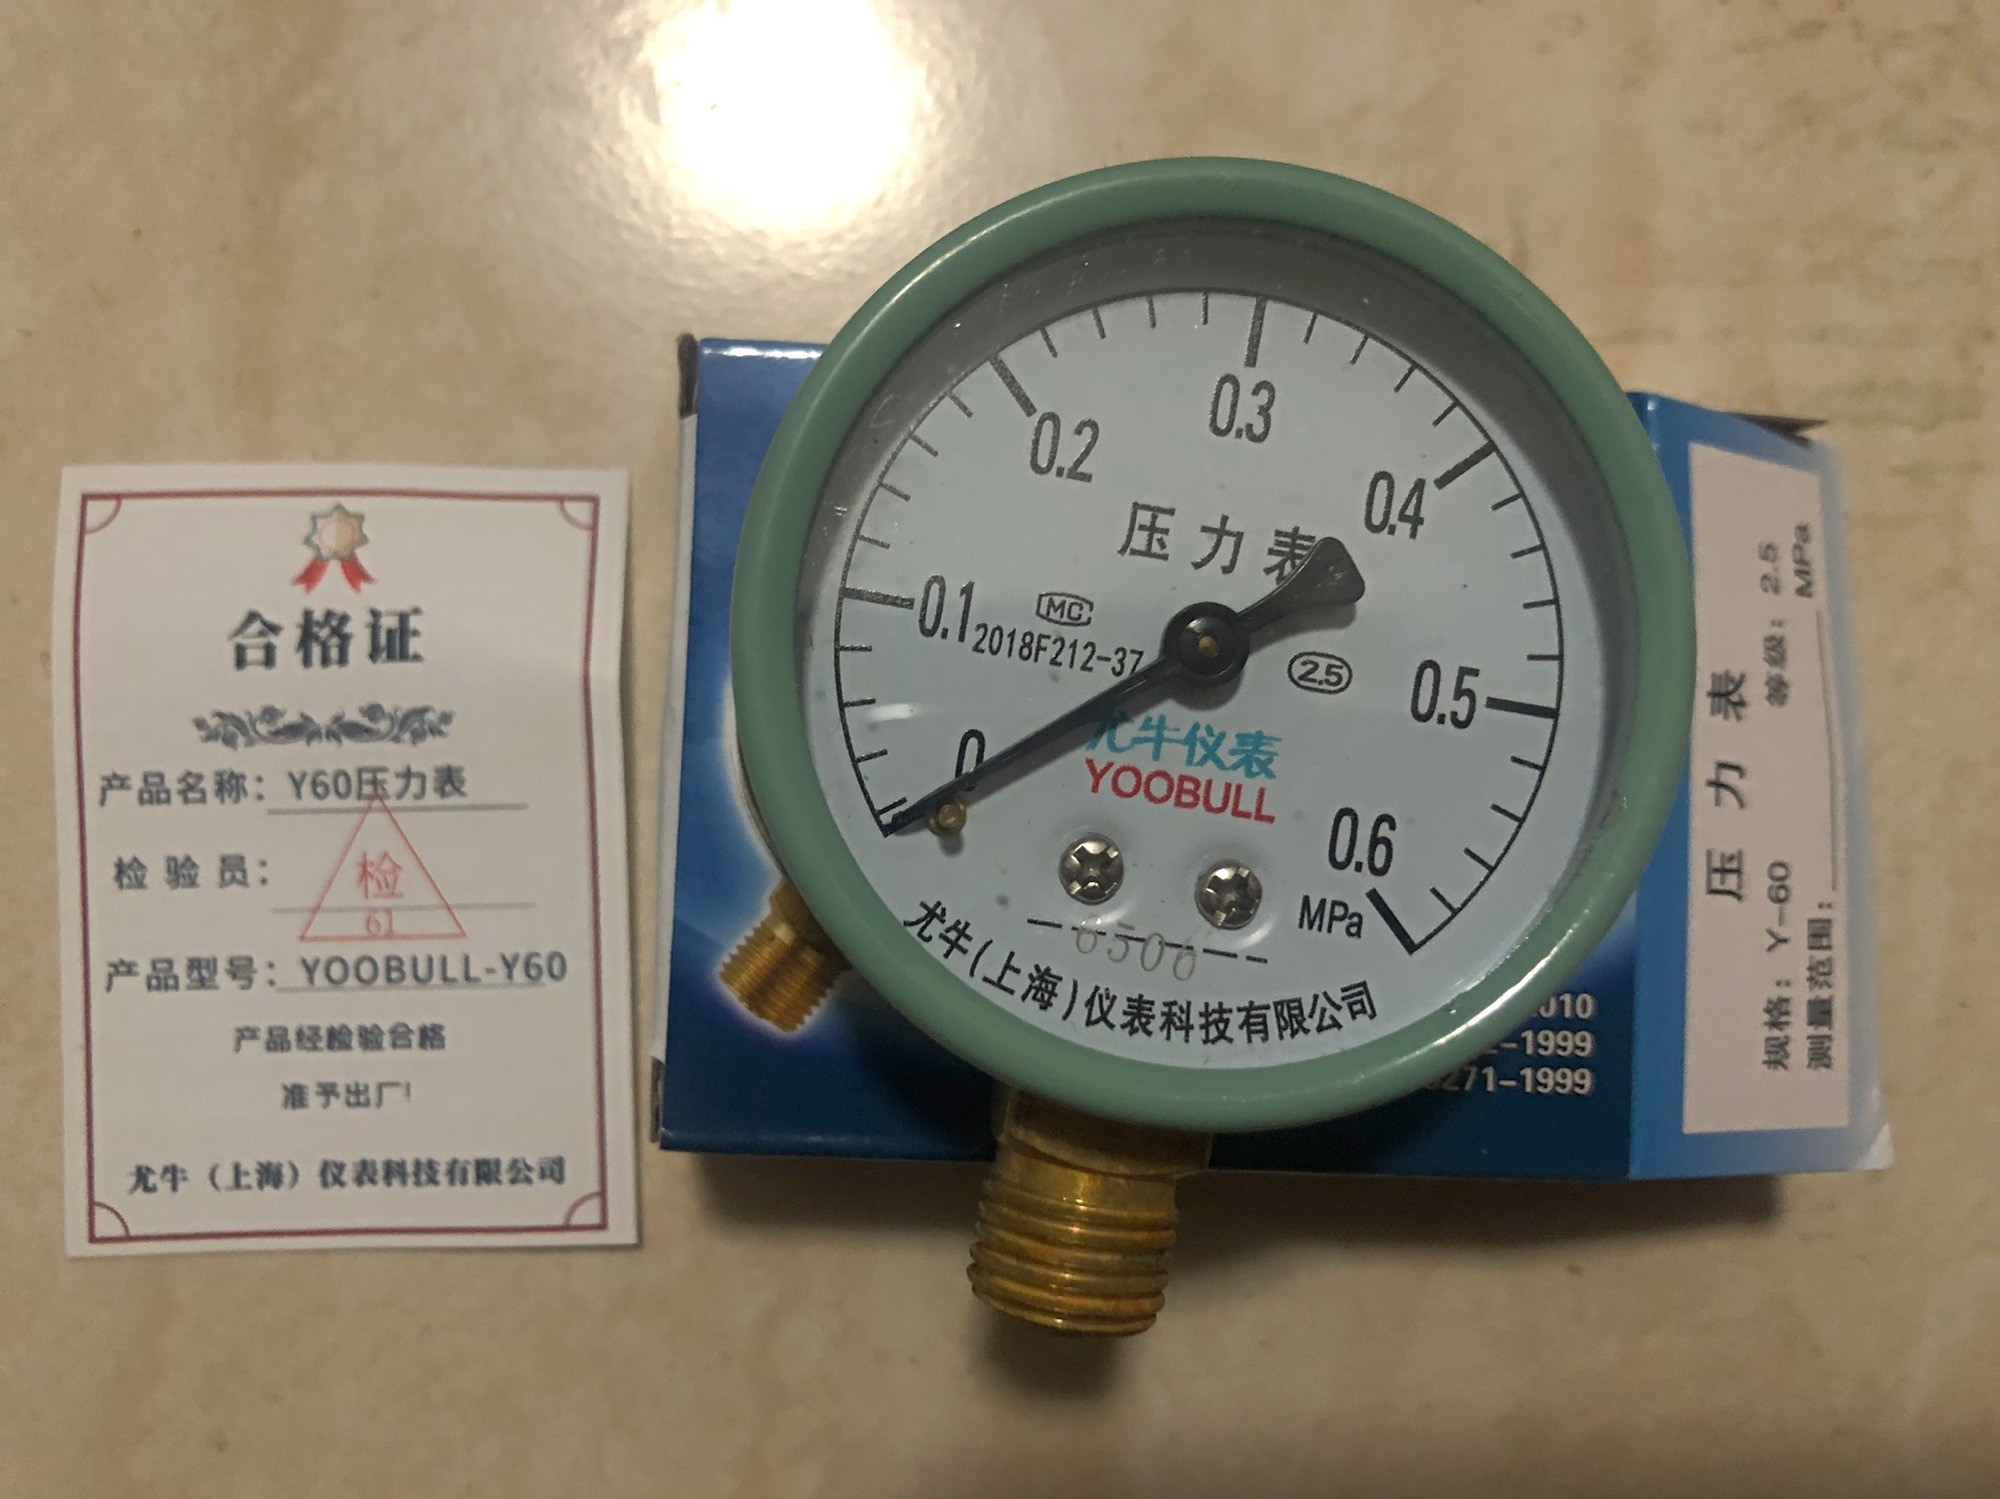 合格证
产品名称：Y60压力表
检验员：
检
61
产品型号：YOOBULL-Y60
产品经检验合格
准予出厂!
尤牛（上海）仪表科技有限公司
0
0.1
0.2
0.3
0.4
0.5
0.6
MPa
压力表
MC
2018F212-37
2.5
尤牛仪表
YOOBULL
6506
尤牛(上海)仪表科技有限公司
-1999
271-1999
压力表
规格：Y-60 等级：2.5
测量范围： MPa